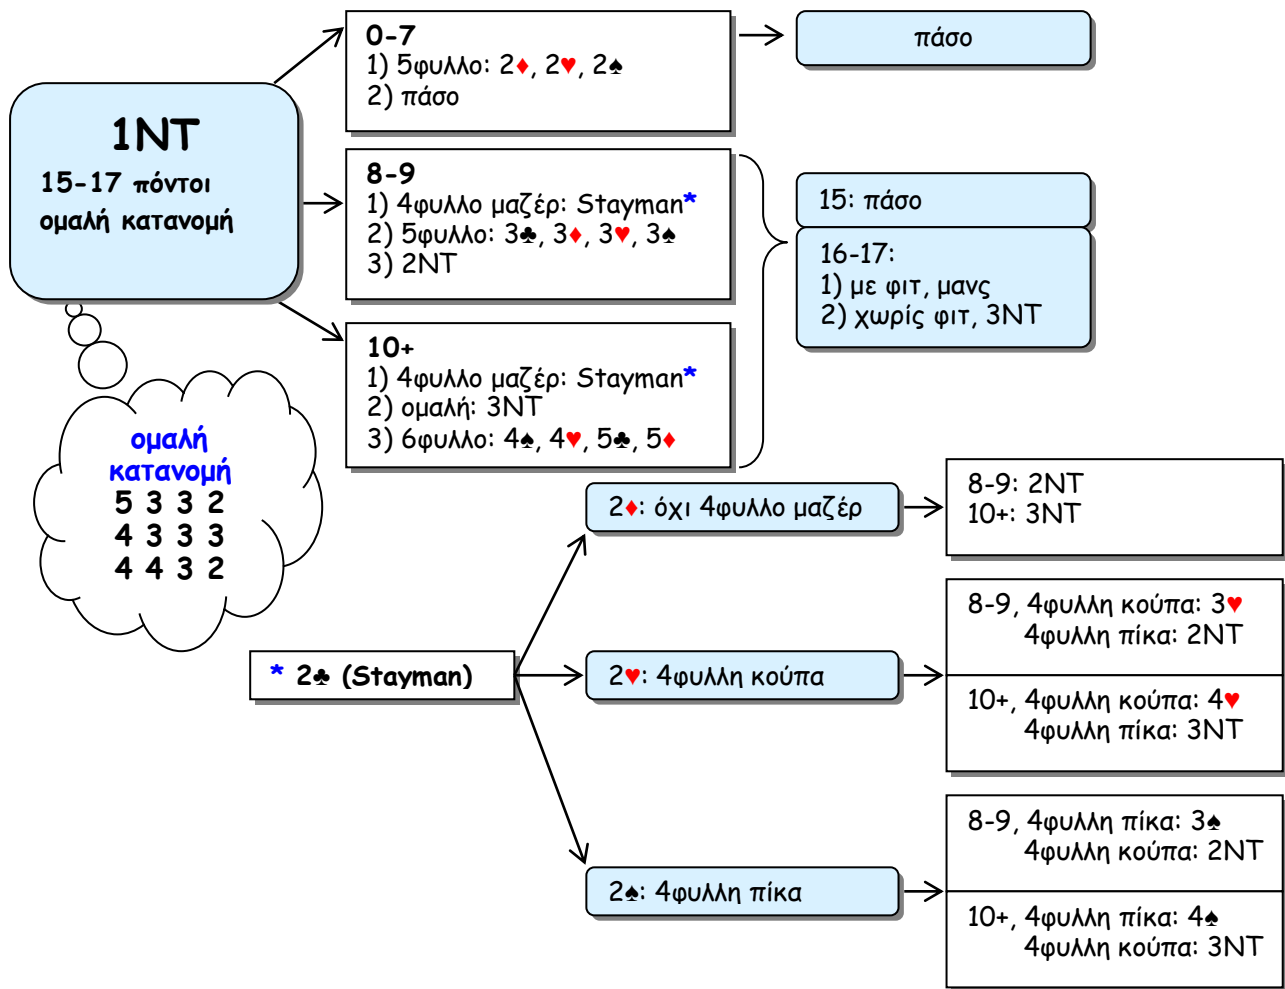 1NT
15-17 πόντοι
ομαλή κατανομή
0-7
1) 5φυλλο: 2♦, 2♥, 2♠
2) πάσο
πάσο
8-9
1) 4φυλλο μαζέρ: Stayman*
2) 5φυλλο: 3♣, 3♦, 3♥, 3♠
3) 2NT
10+
1) 4φυλλο μαζέρ: Stayman*
2) ομαλή: 3NT
3) 6φυλλο: 4♠, 4♥, 5♣, 5♦
15: πάσο
16-17:
1) με φιτ, μανς
2) χωρίς φιτ, 3NT
ομαλή
κατανομή
5 3 3 2
4 3 3 3
4 4 3 2
* 2♣ (Stayman)
2♦: όχι 4φυλλο μαζέρ
8-9: 2NT
10+: 3NT
2♥: 4φυλλη κούπα
8-9, 4φυλλη κούπα: 3♥
4φυλλη πίκα: 2NT
10+, 4φυλλη κούπα: 4♥
4φυλλη πίκα: 3NT
2♠: 4φυλλη πίκα
8-9, 4φυλλη πίκα: 3♠
4φυλλη κούπα: 2NT
10+, 4φυλλη πίκα: 4♠
4φυλλη κούπα: 3NT